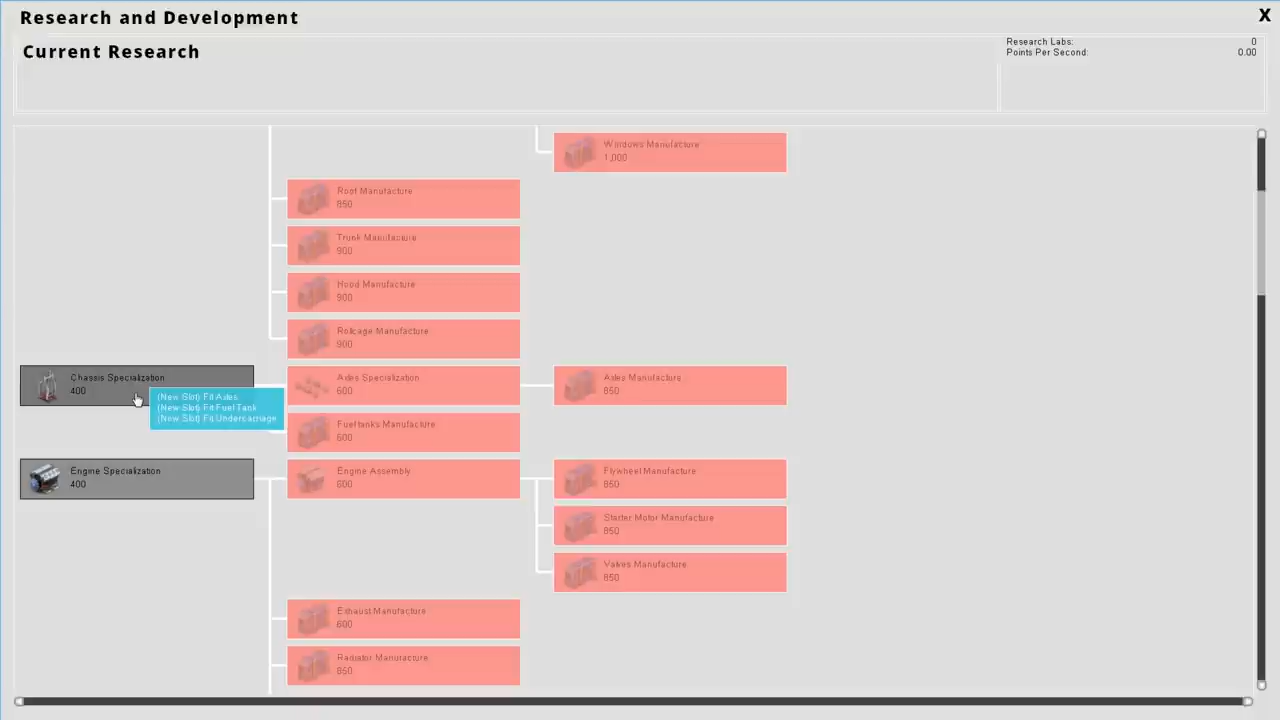 Research and Development
X
Current Research
Research Labs: 0
Points Per Second: 0.00
Windows Manufacture
1,000
Roof Manufacture
850
Trunk Manufacture
900
Hood Manufacture
900
Rollcage Manufacture
900
Chassis Specialization
400
(New Slot) Fit Axles
(New Slot) Fit Fuel Tank
(New Slot) Fit Undercarriage
Axles Specialization
600
Axles Manufacture
850
Fueltanks Manufacture
600
Engine Specialization
400
Engine Assembly
600
Flywheel Manufacture
850
Starter Motor Manufacture
850
Valves Manufacture
850
Exhaust Manufacture
600
Radiator Manufacture
850